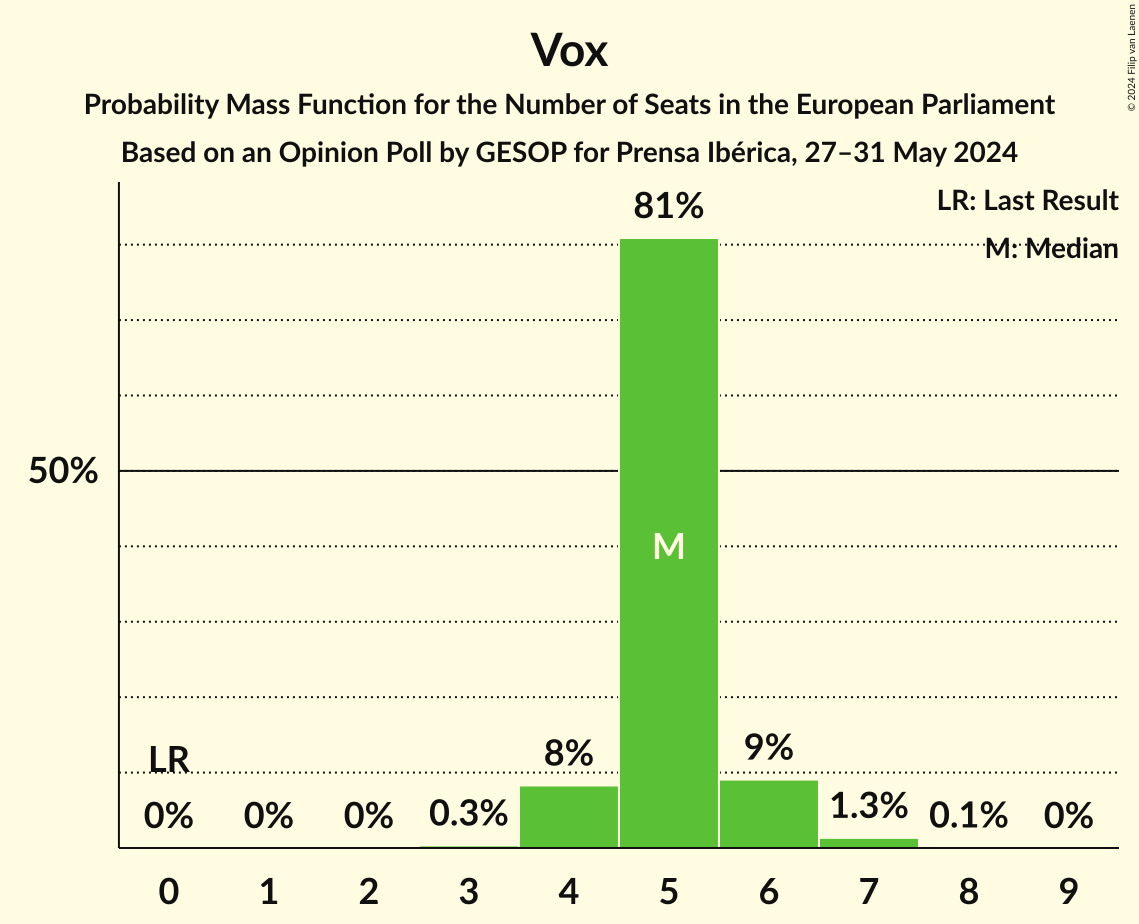 Vox
Probability Mass Function for the Number of Seats in the European Parliament
Based on an Opinion Poll by GESOP for Prensa Ibérica, 27–31 May 2024
© 2024 Filip van Laenen
LR: Last Result
M: Median
81%
50%
M
LR
8%
9%
0% 0% 0% 0.3% 1.3% 0.1% 0%
0 1 2 3 4 5 6 7 8 9